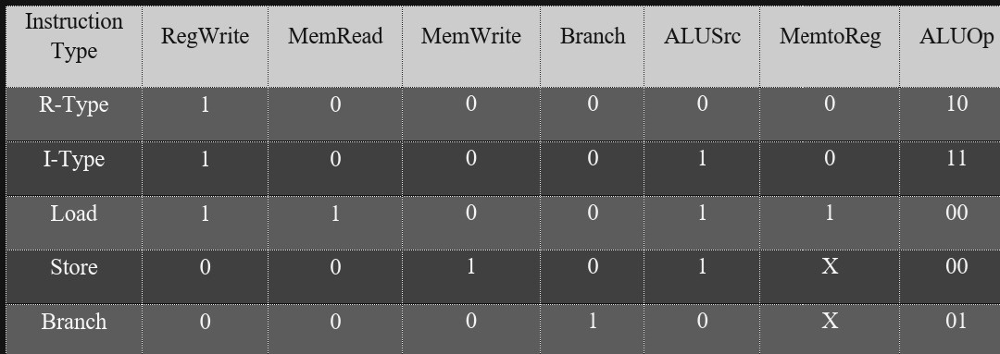 Instruction Type RegWrite MemRead MemWrite Branch ALUSrc MemtoReg ALUOp
R-Type 1 0 0 0 0 0 10
I-Type 1 0 0 0 1 0 11
Load 1 1 0 0 1 1 00
Store 0 0 1 0 1 X 00
Branch 0 0 0 1 0 X 01